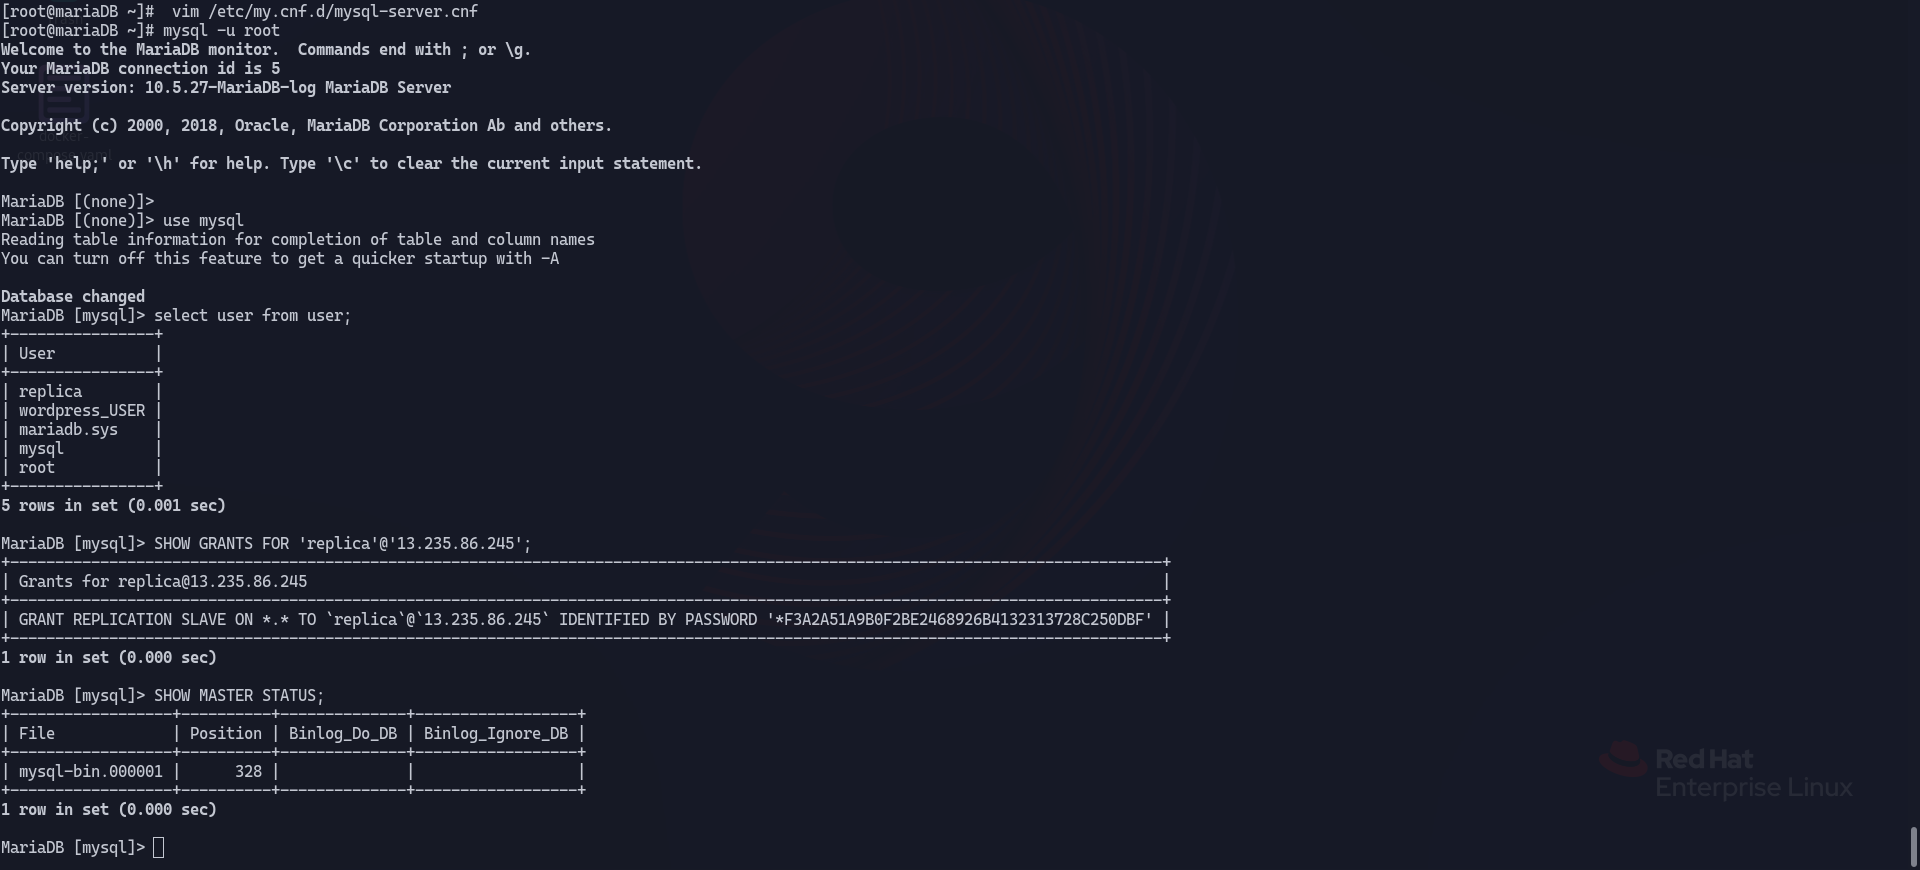 [root@mariaDB ~]#  vim /etc/my.cnf.d/mysql-server.cnf
[root@mariaDB ~]# mysql -u root
Welcome to the MariaDB monitor.  Commands end with ; or \g.
Your MariaDB connection id is 5
Server version: 10.5.27-MariaDB-log MariaDB Server
Copyright (c) 2000, 2018, Oracle, MariaDB Corporation Ab and others.
Type 'help;' or '\h' for help. Type '\c' to clear the current input statement.
MariaDB [(none)]>
MariaDB [(none)]> use mysql
Reading table information for completion of table and column names
You can turn off this feature to get a quicker startup with -A
Database changed
MariaDB [mysql]> select user from user;
+----------------+
| User           |
+----------------+
| replica        |
| wordpress_USER |
| mariadb.sys    |
| mysql          |
| root           |
+----------------+
5 rows in set (0.001 sec)
MariaDB [mysql]> SHOW GRANTS FOR 'replica'@'13.235.86.245';
+--------------------------------------------------------------------------------------------------------------------------------+
| Grants for replica@13.235.86.245                                                                                               |
+--------------------------------------------------------------------------------------------------------------------------------+
| GRANT REPLICATION SLAVE ON *.* TO `replica`@`13.235.86.245` IDENTIFIED BY PASSWORD '*F3A2A51A9B0F2BE2468926B4132313728C250DBF' |
+--------------------------------------------------------------------------------------------------------------------------------+
1 row in set (0.000 sec)
MariaDB [mysql]> SHOW MASTER STATUS;
+------------------+----------+--------------+------------------+
| File             | Position | Binlog_Do_DB | Binlog_Ignore_DB |
+------------------+----------+--------------+------------------+
| mysql-bin.000001 |      328 |              |                  |
+------------------+----------+--------------+------------------+
1 row in set (0.000 sec)
MariaDB [mysql]>
Red Hat
Enterprise Linux